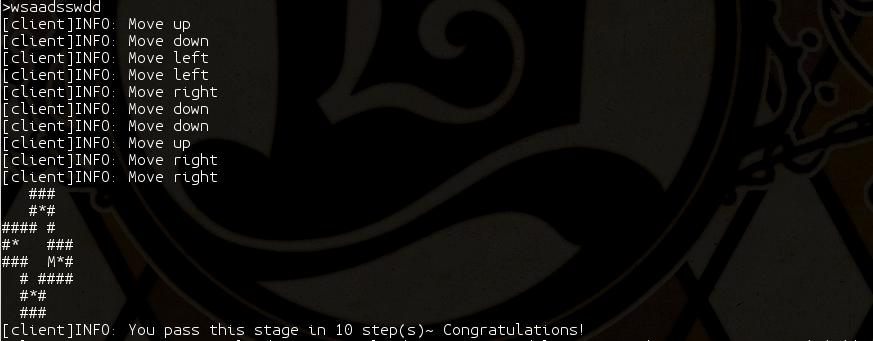 >wsaadsswdd
[client]INFO: Move up
[client]INFO: Move down
[client]INFO: Move left
[client]INFO: Move left
[client]INFO: Move right
[client]INFO: Move down
[client]INFO: Move down
[client]INFO: Move up
[client]INFO: Move right
[client]INFO: Move right
   ###
   #*#
#### #
#*   ###
###  M*#
  # ####
  #*#
  ###
[client]INFO: You pass this stage in 10 step(s)~ Congratulations!